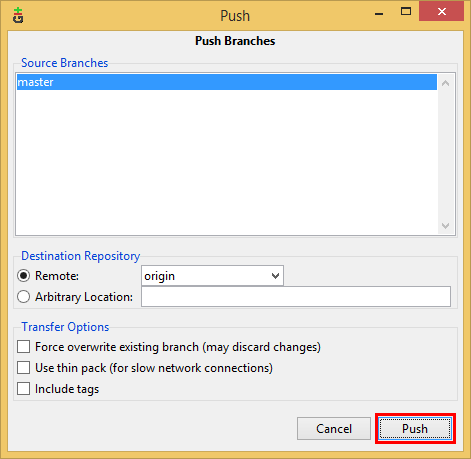 Push
Push Branches
Source Branches
master
Destination Repository
Remote:
origin
Arbitrary Location:
Transfer Options
Force overwrite existing branch (may discard changes)
Use thin pack (for slow network connections)
Include tags
Cancel
Push